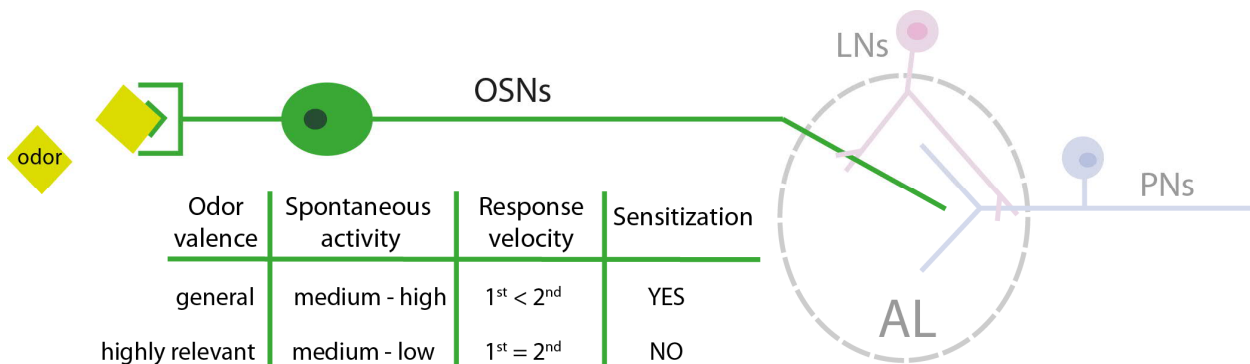 LNs
OSNs
odor
PNs
Odor valence Spontaneous activity Response velocity Sensitization
general medium - high 1st < 2nd YES
highly relevant medium - low 1st = 2nd NO
AL